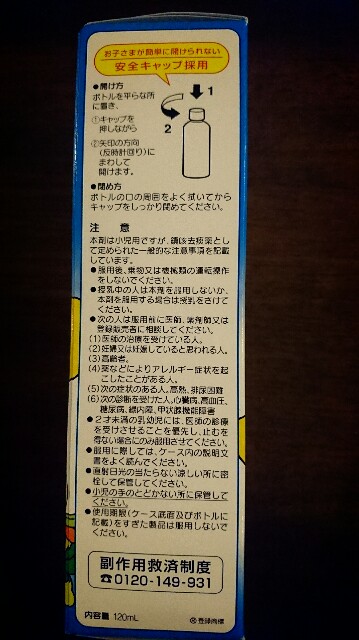 お子さまが簡単に開けられない
安全キャップ採用
●開け方
ボトルを平らな所
に置き、
①キャップを
押しながら
②矢印の方向
(反時計回り)に
まわして
開けます。
1
2
●閉め方
ボトルの口の周囲をよく拭いてから
キャップをしっかり閉めてください。
注 意
本剤は小児用ですが、鎮咳去痰薬とし
て定められた一般的な注意事項を記載
しています。
●服用後、乗物又は機械類の運転操作
をしないでください。
●授乳中の人は本剤を服用しないか、
本剤を服用する場合は授乳をさけて
ください。
●次の人は服用前に医師、薬剤師又は
登録販売者に相談してください。
(1)医師の治療を受けている人。
(2)妊婦又は妊娠していると思われる人。
(3)高齢者。
(4)薬などによりアレルギー症状を起
こしたことがある人。
(5)次の症状のある人。高熱、排尿困難
(6)次の診断を受けた人。心臓病、高血圧、
糖尿病、緑内障、甲状腺機能障害
●2才未満の乳幼児には、医師の診療
を受けさせることを優先し、止むを
得ない場合にのみ服用させてください。
●服用に際しては、ケース内の説明文
書をよく読んでください。
●直射日光の当たらない涼しい所に密
栓して保管してください。
●小児の手のとどかない所に保管して
ください。
●使用期限(ケース底面及びボトルに
記載)をすぎた製品は服用しないで
ください。
副作用救済制度
☎0120-149-931
内容量 120mL
登録商標